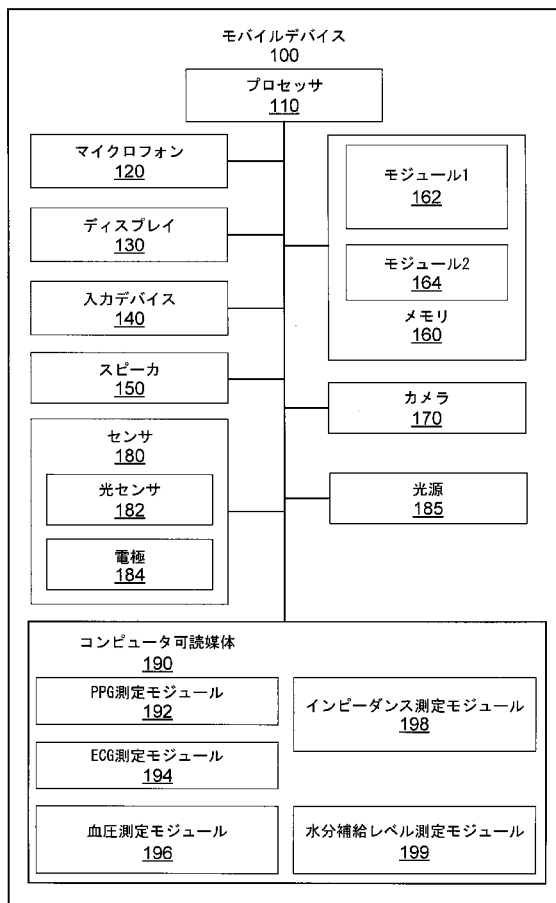 モバイルデバイス
100
プロセッサ
110
マイクロフォン
120
ディスプレイ
130
入力デバイス
140
スピーカ
150
センサ
180
光センサ
182
電極
184
モジュール1
162
モジュール2
164
メモリ
160
カメラ
170
光源
185
コンピュータ可読媒体
190
PPG測定モジュール
192
ECG測定モジュール
194
血圧測定モジュール
196
インピーダンス測定モジュール
198
水分補給レベル測定モジュール
199